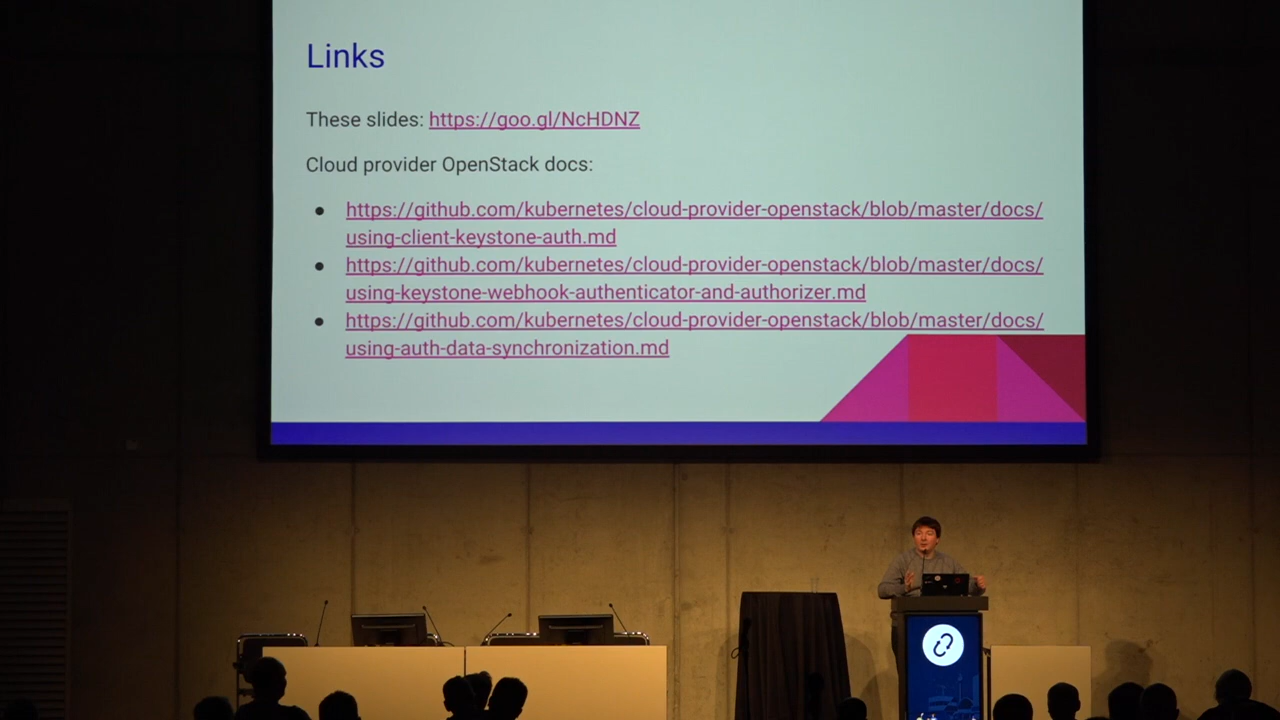 Links
These slides: https://goo.gl/NcHDNZ
Cloud provider OpenStack docs:
● https://github.com/kubernetes/cloud-provider-openstack/blob/master/docs/
using-client-keystone-auth.md
● https://github.com/kubernetes/cloud-provider-openstack/blob/master/docs/
using-keystone-webhook-authenticator-and-authorizer.md
● https://github.com/kubernetes/cloud-provider-openstack/blob/master/docs/
using-auth-data-synchronization.md